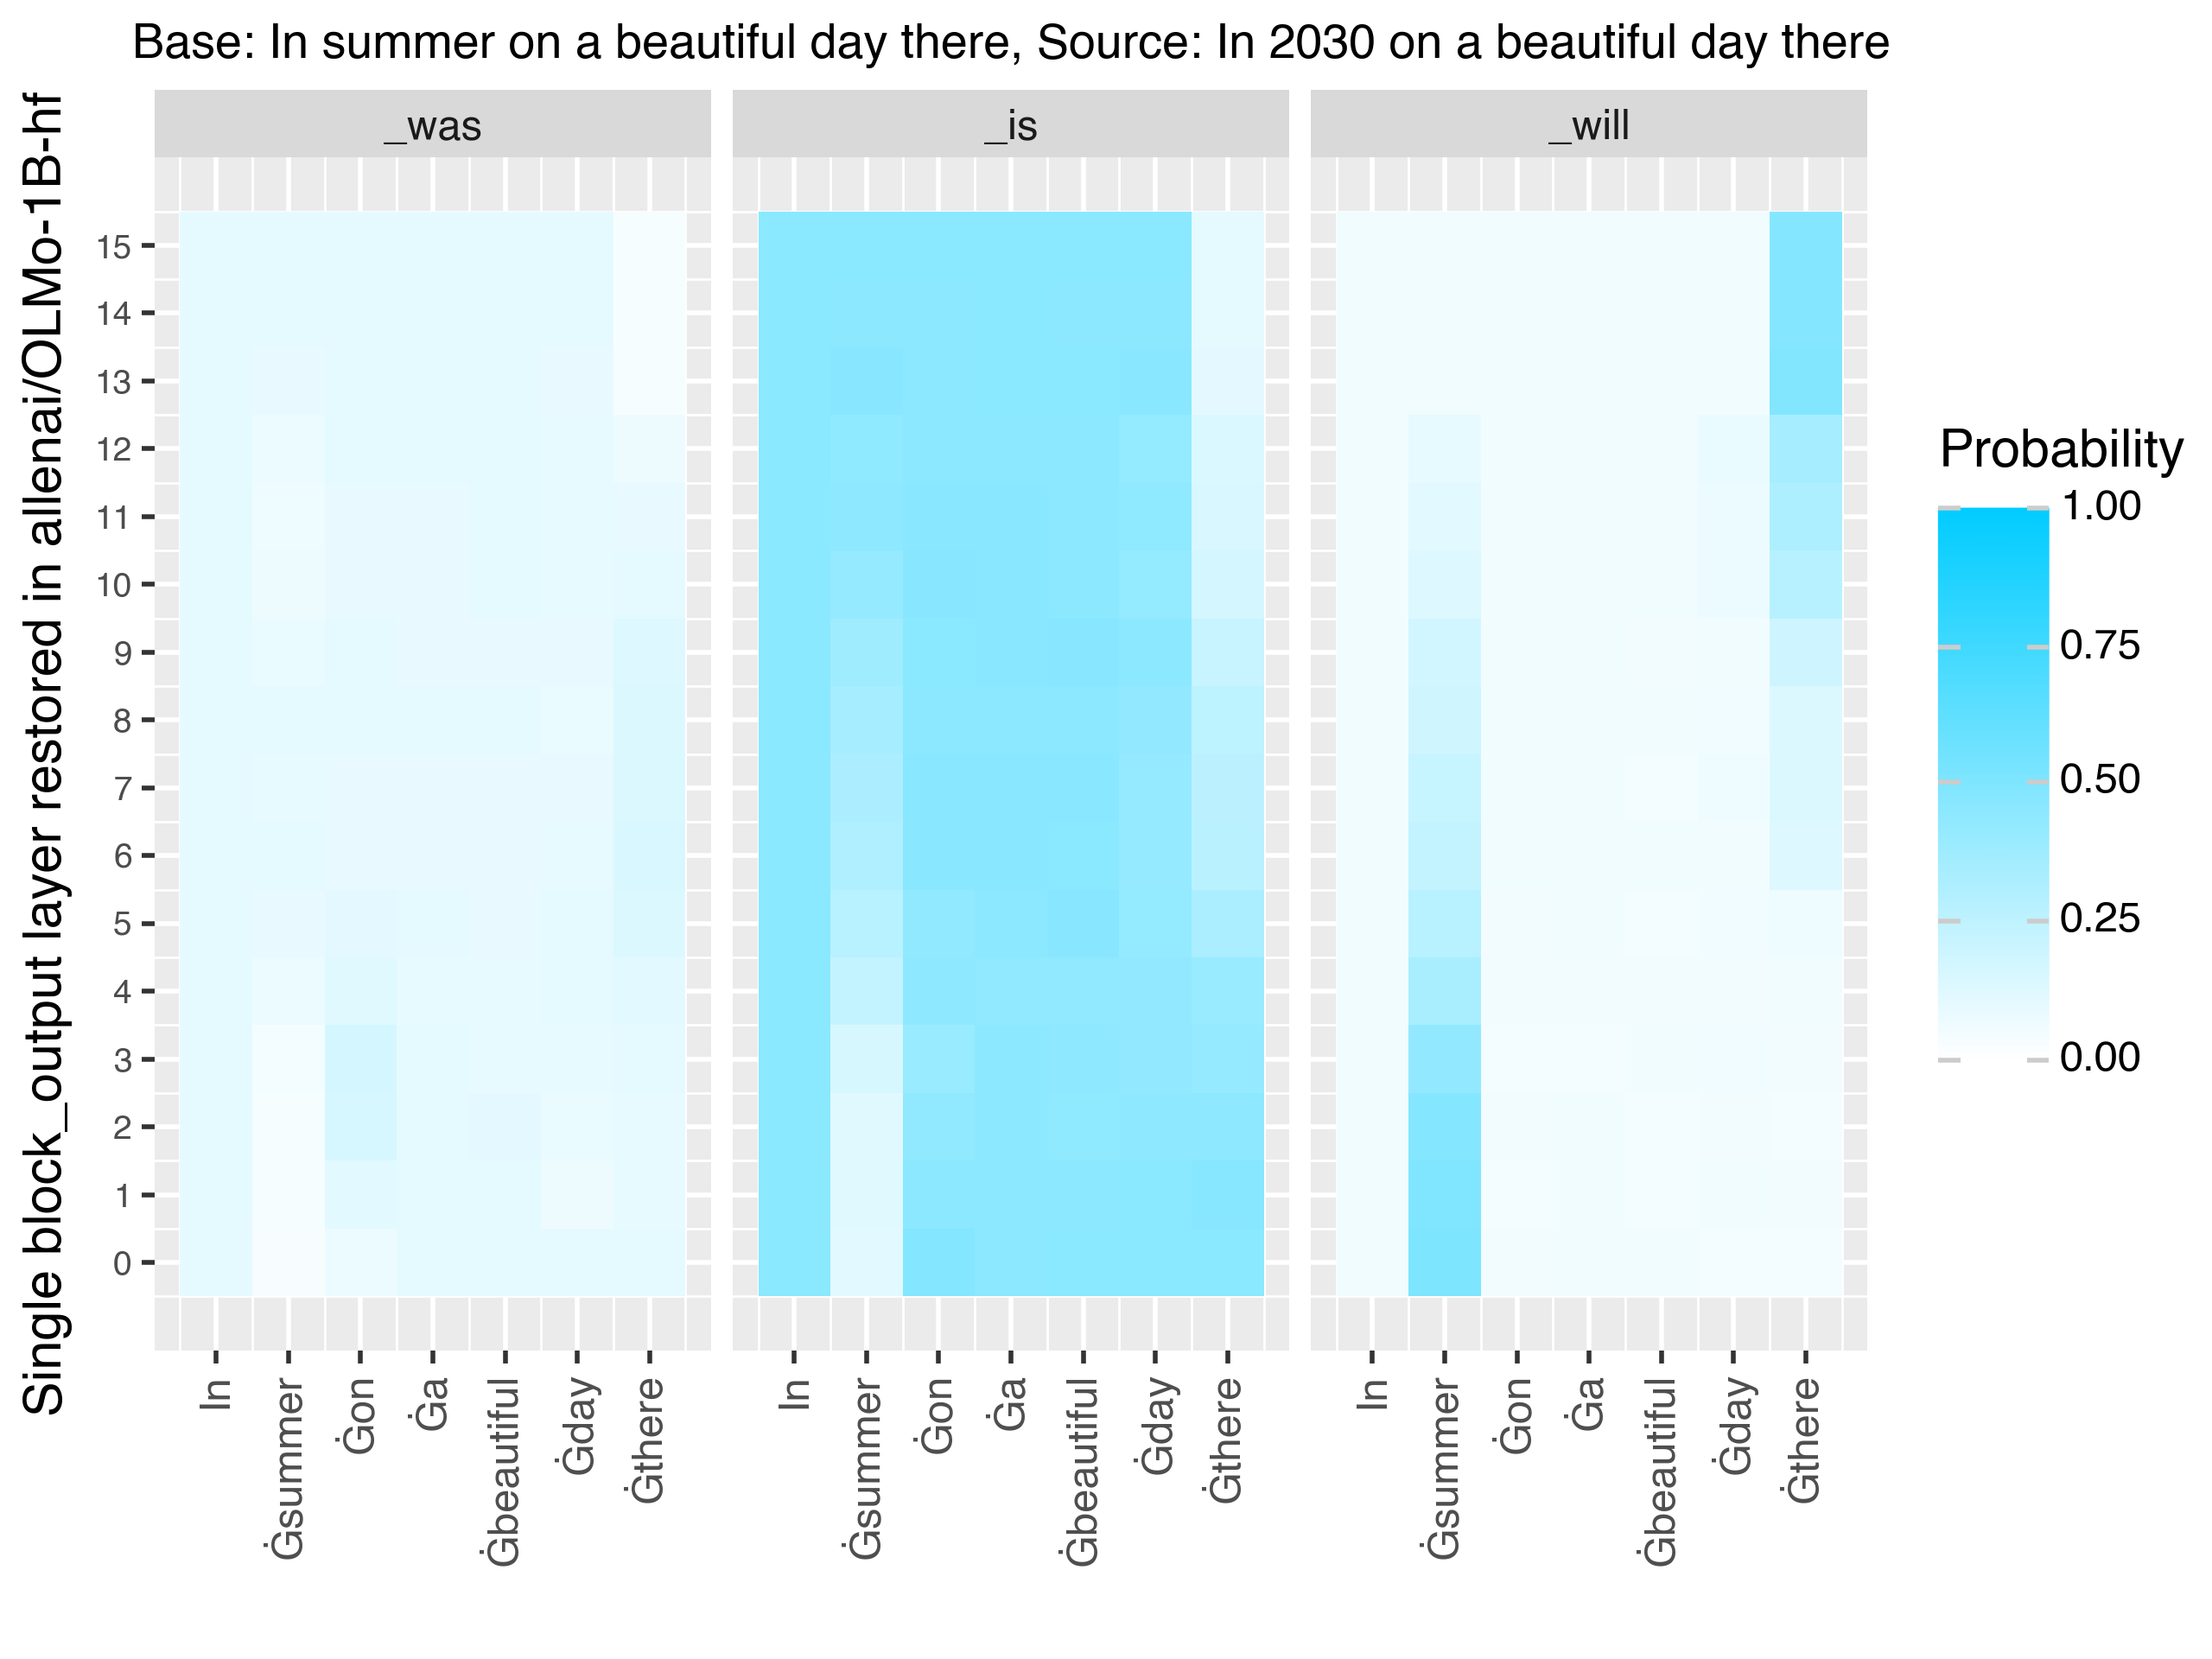 Base: In summer on a beautiful day there, Source: In 2030 on a beautiful day there
Single block_output layer restored in allenai/OLMo-1B-hf
_was
_is
_will
15
14
13
12
11
10
9
8
7
6
5
4
3
2
1
0
In
Ġsummer
Ġon
Ġa
Ġbeautiful
Ġday
Ġthere
In
Ġsummer
Ġon
Ġa
Ġbeautiful
Ġday
Ġthere
In
Ġsummer
Ġon
Ġa
Ġbeautiful
Ġday
Ġthere
Probability
1.00
0.75
0.50
0.25
0.00